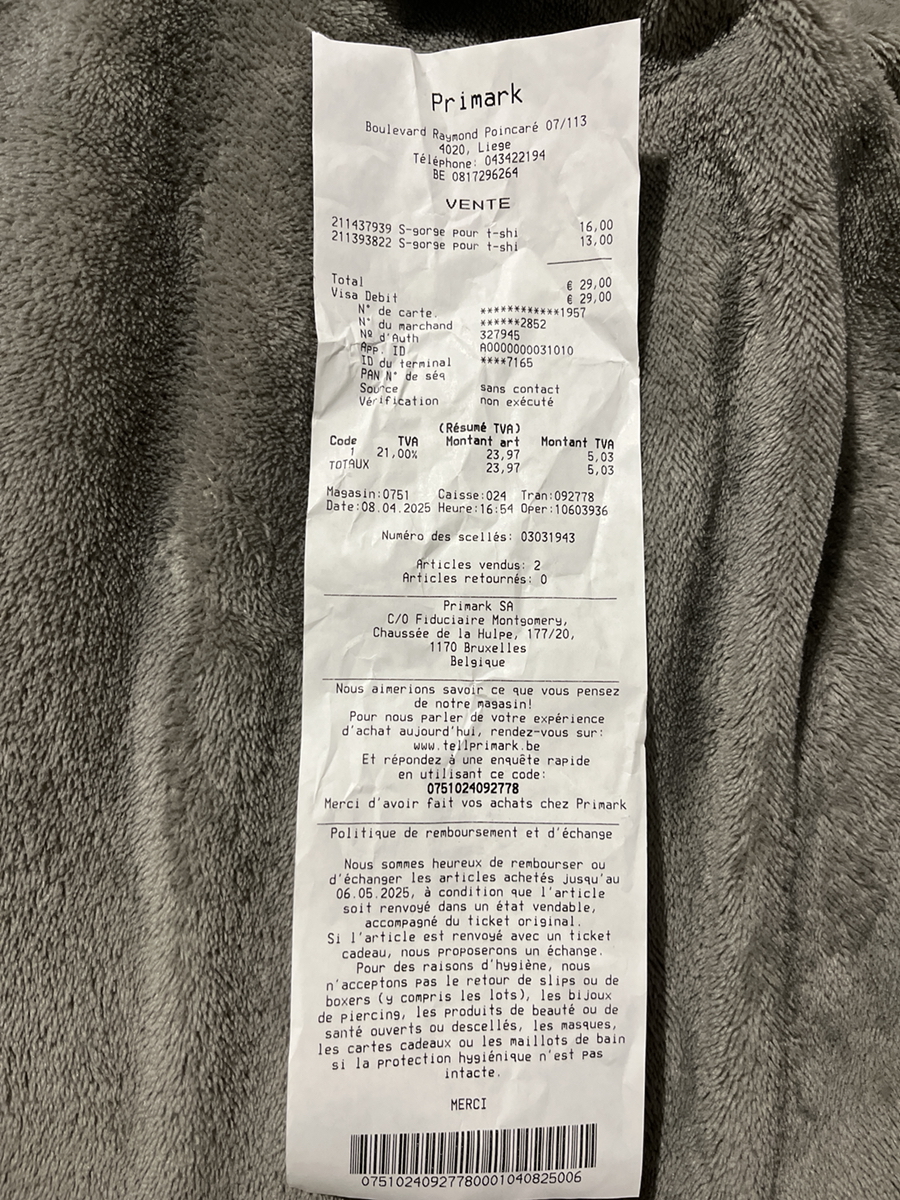 Primark
Boulevard Raymond Poincaré 07/113
4020, Liege
Téléphone: 043422194
BE 0817296264
VENTE
211437939 S-gorge pour t-shi 16,00
211393822 S-gorge pour t-shi 13,00
Total € 29,00
Visa Debit € 29,00
N° de carte. ************1957
N° du marchand ******2852
Nº d'Auth 327945
App. ID A0000000031010
ID du terminal ****7165
PAN N° de séq
Source sans contact
Vérification non exécuté
(Résumé TVA)
Code TVA Montant art Montant TVA
1 21,00% 23,97 5,03
TOTAUX 23,97 5,03
Magasin:0751 Caisse:024 Tran:092778
Date:08.04.2025 Heure:16:54 Oper:10603936
Numéro des scellés: 03031943
Articles vendus: 2
Articles retournés: 0
Primark SA
C/O Fiduciaire Montgomery,
Chaussée de la Hulpe, 177/20,
1170 Bruxelles
Belgique
Nous aimerions savoir ce que vous pensez
de notre magasin!
Pour nous parler de votre expérience
d'achat aujourd'hui, rendez-vous sur:
www.tellprimark.be
Et répondez à une enquête rapide
en utilisant ce code:
0751024092778
Merci d'avoir fait vos achats chez Primark
Politique de remboursement et d'échange
Nous sommes heureux de rembourser ou
d'échanger les articles achetés jusqu'au
06.05.2025, à condition que l'article
soit renvoyé dans un état vendable,
accompagné du ticket original.
Si l'article est renvoyé avec un ticket
cadeau, nous proposerons un échange.
Pour des raisons d'hygiène, nous
n'acceptons pas le retour de slips ou de
boxers (y compris les lots), les bijoux
de piercing, les produits de beauté ou de
santé ouverts ou descellés, les masques,
les cartes cadeaux ou les maillots de bain
si la protection hygiénique n'est pas
intacte.
MERCI
07510240927780001040825006